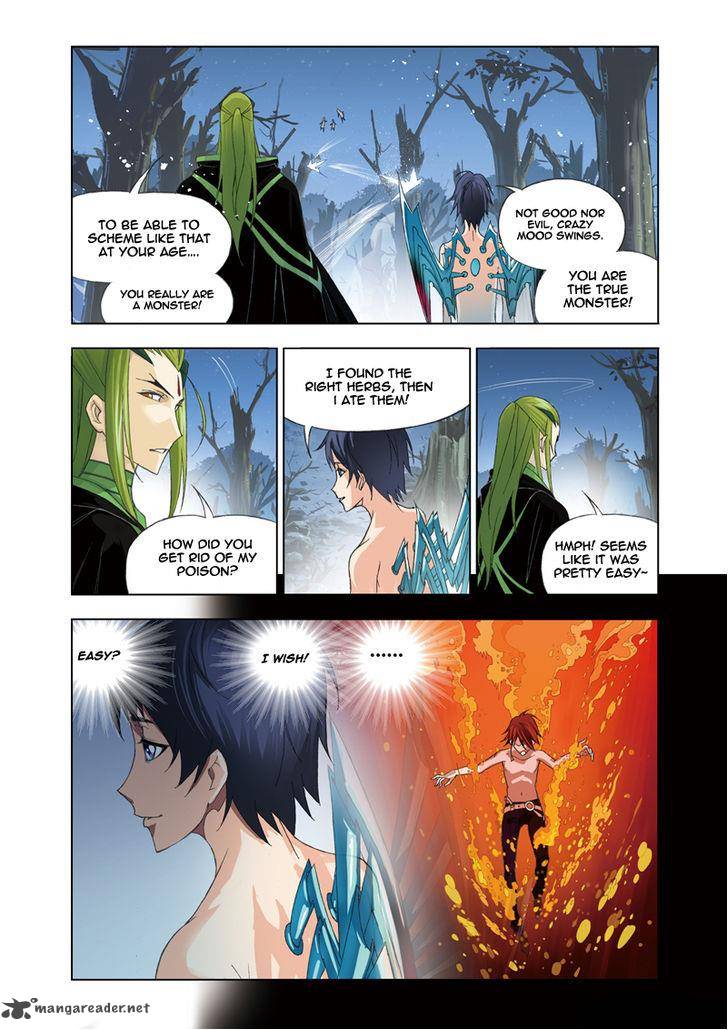 TO BE ABLE TO
SCHEME LIKE THAT
AT YOUR AGE....
YOU REALLY ARE
A MONSTER!
NOT GOOD NOR
EVIL, CRAZY
MOOD SWINGS.
YOU ARE
THE TRUE
MONSTER!
HOW DID YOU
GET RID OF MY
POISON?
I FOUND THE
RIGHT HERBS, THEN
I ATE THEM!
HMPH! SEEMS
LIKE IT WAS
PRETTY EASY~
EASY?
I WISH!
......
mangareader.net